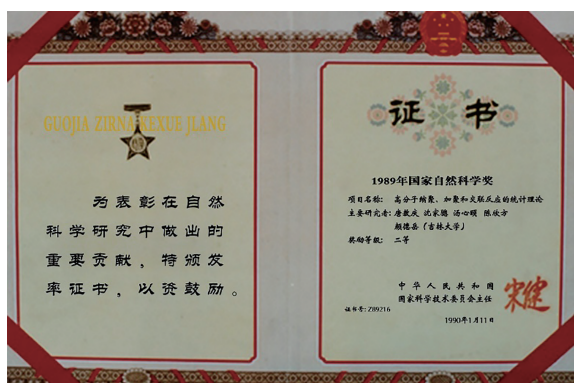 GUOJIA ZIRNA KEXUE JLANG
为表彰在自然
科学研究中做出的
重要贡献，特颁发
率证书，以资鼓励。
证书
1989年国家自然科学奖
项目名称：高分子缩聚、加聚和交联反应的统计理论
主要研究者：唐敖庆 沈家骢 汤心颐 陈欣方
颜德岳（吉林大学）
奖励等级：二等
中华人民共和国
国家科学技术委员会主任
宋健
证书号：Z89216
1990年1月11日